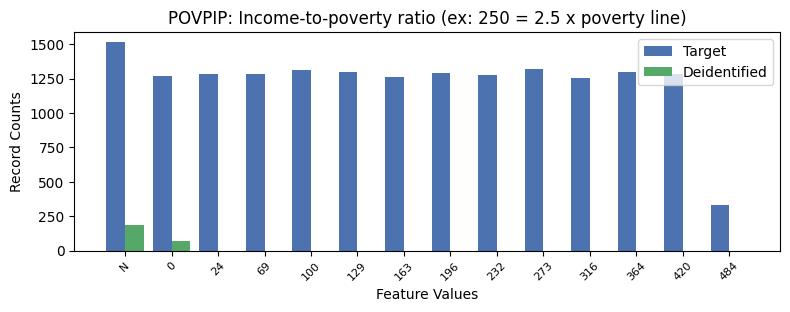 POVPIP: Income-to-poverty ratio (ex: 250 = 2.5 x poverty line)
Target
Deidentified
Record Counts
1500
1250
1000
750
500
250
0
N 0 24 69 100 129 163 196 232 273 316 364 420 484
Feature Values